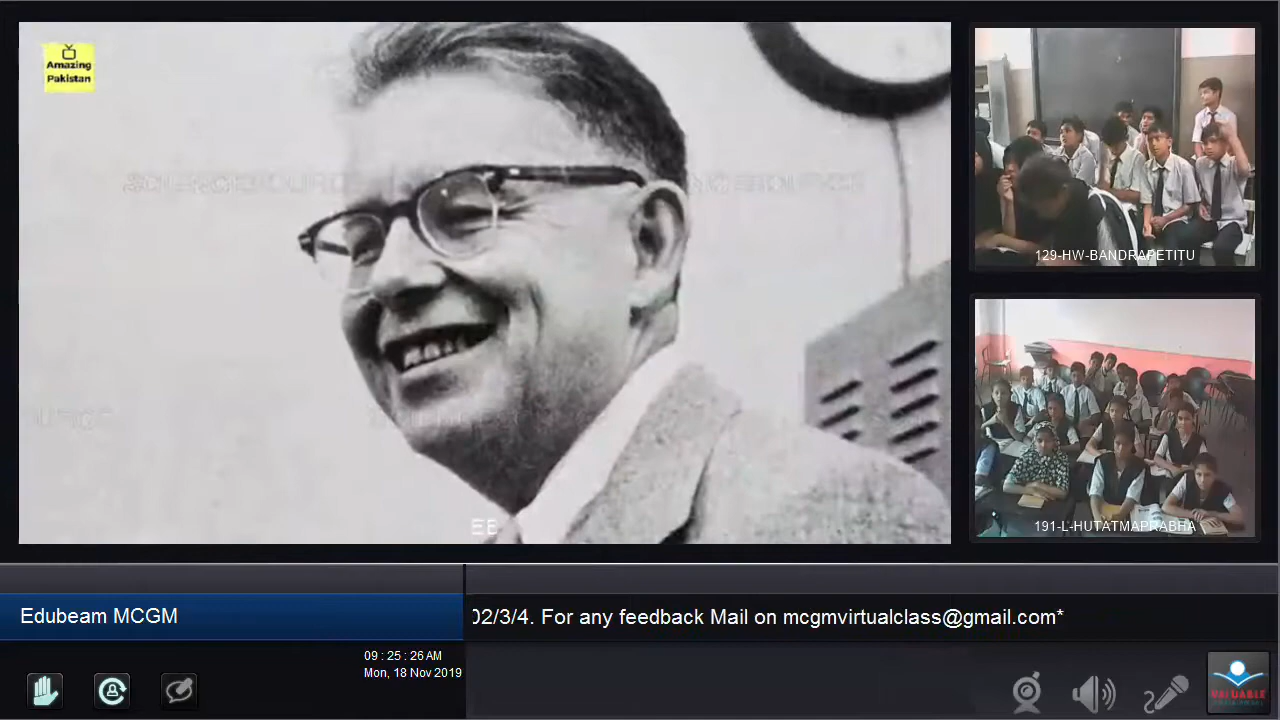 Amazing
Pakistan
129-HW-BANDRAPETITU
191-L-HUTATMAPRABHA
Edubeam MCGM
02/3/4. For any feedback Mail on mcgmvirtualclass@gmail.com*
09 : 25 : 26 AM
Mon, 18 Nov 2019
VALUABLE